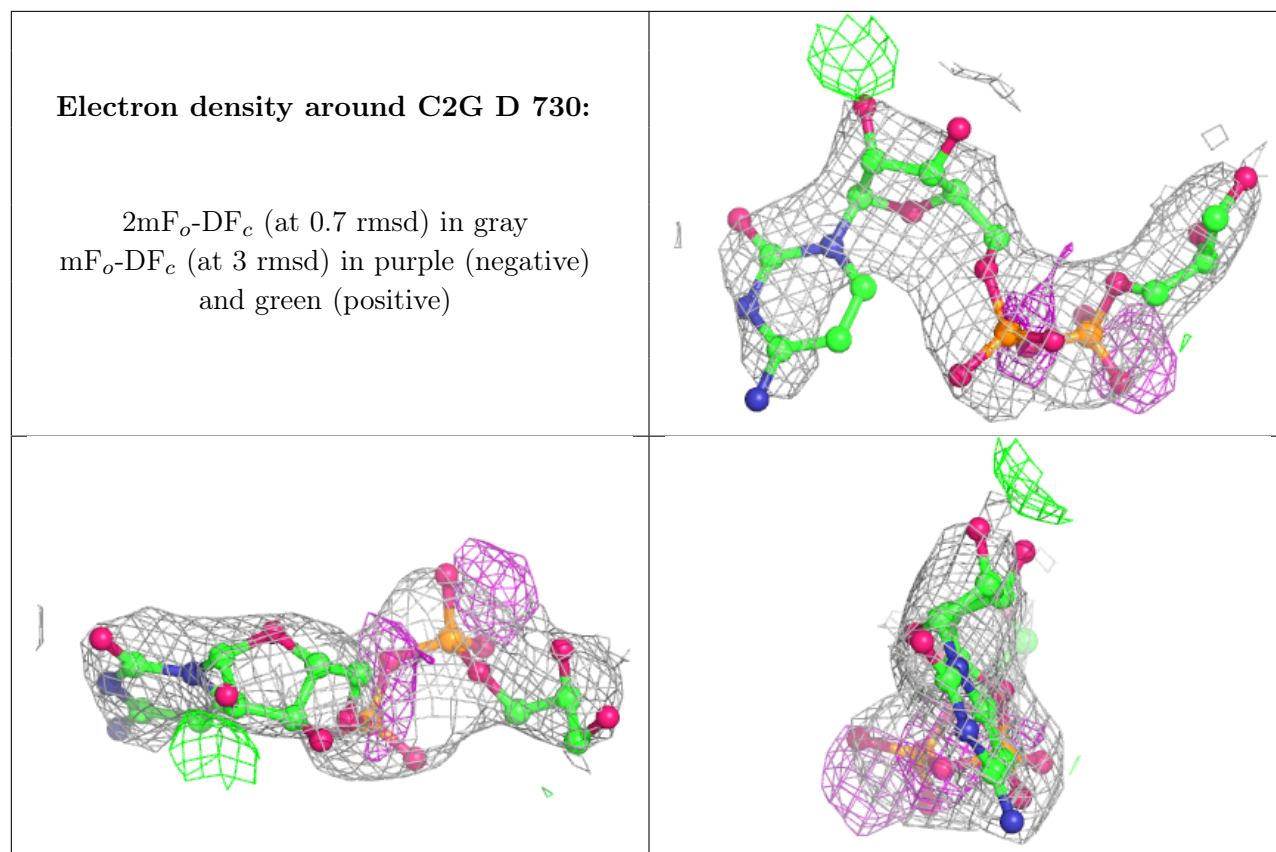 Electron density around C2G D 730:
2mFo-DFc (at 0.7 rmsd) in gray
mFo-DFc (at 3 rmsd) in purple (negative)
and green (positive)